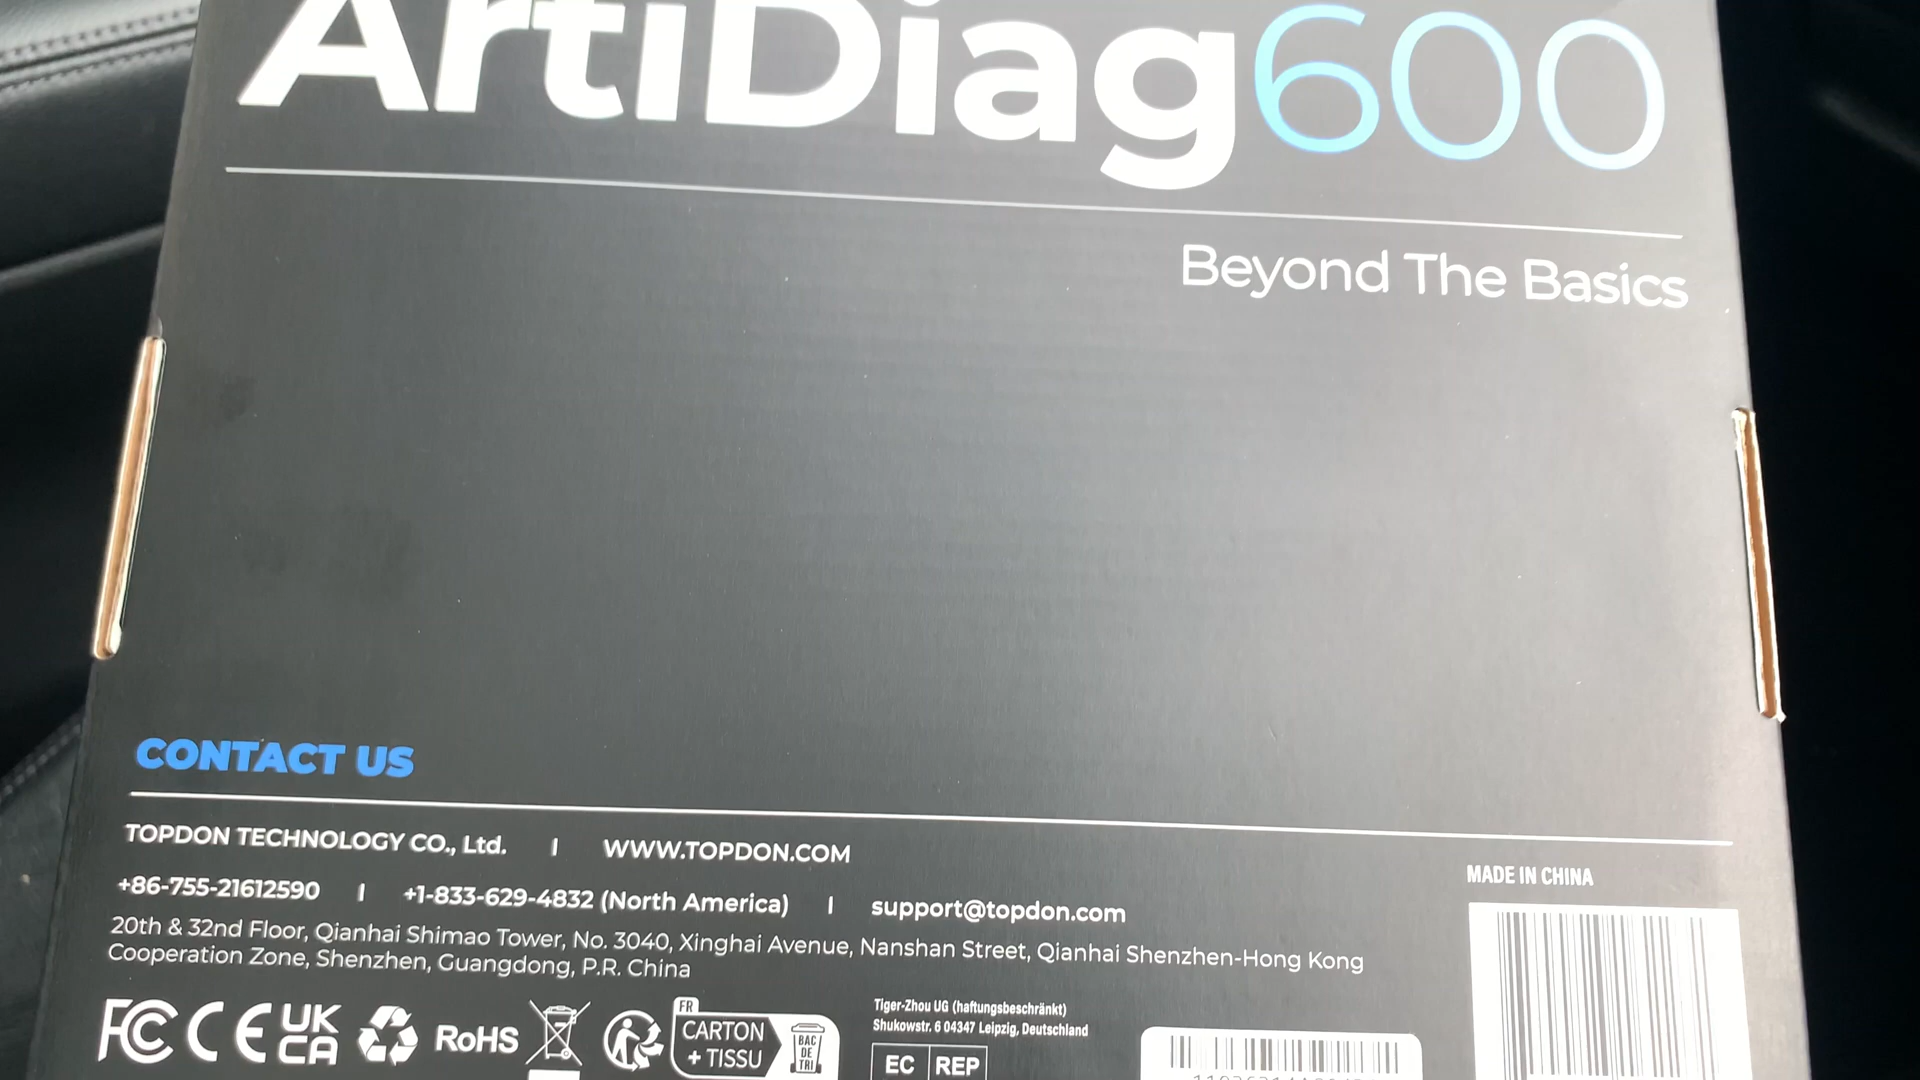 ArtiDiag600
Beyond The Basics
CONTACT US
TOPDON TECHNOLOGY CO., Ltd. | WWW.TOPDON.COM
+86-755-21612590 | +1-833-629-4832 (North America) | support@topdon.com
20th & 32nd Floor, Qianhai Shimao Tower, No. 3040, Xinghai Avenue, Nanshan Street, Qianhai Shenzhen-Hong Kong
Cooperation Zone, Shenzhen, Guangdong, P.R. China
MADE IN CHINA
FC CE UK
CA
RoHS
FR
CARTON
+ TISSU
BAC
DE
TRI
Tiger-Zhou UG (haftungsbeschränkt)
Shukowstr. 6 04347 Leipzig, Deutschland
EC REP